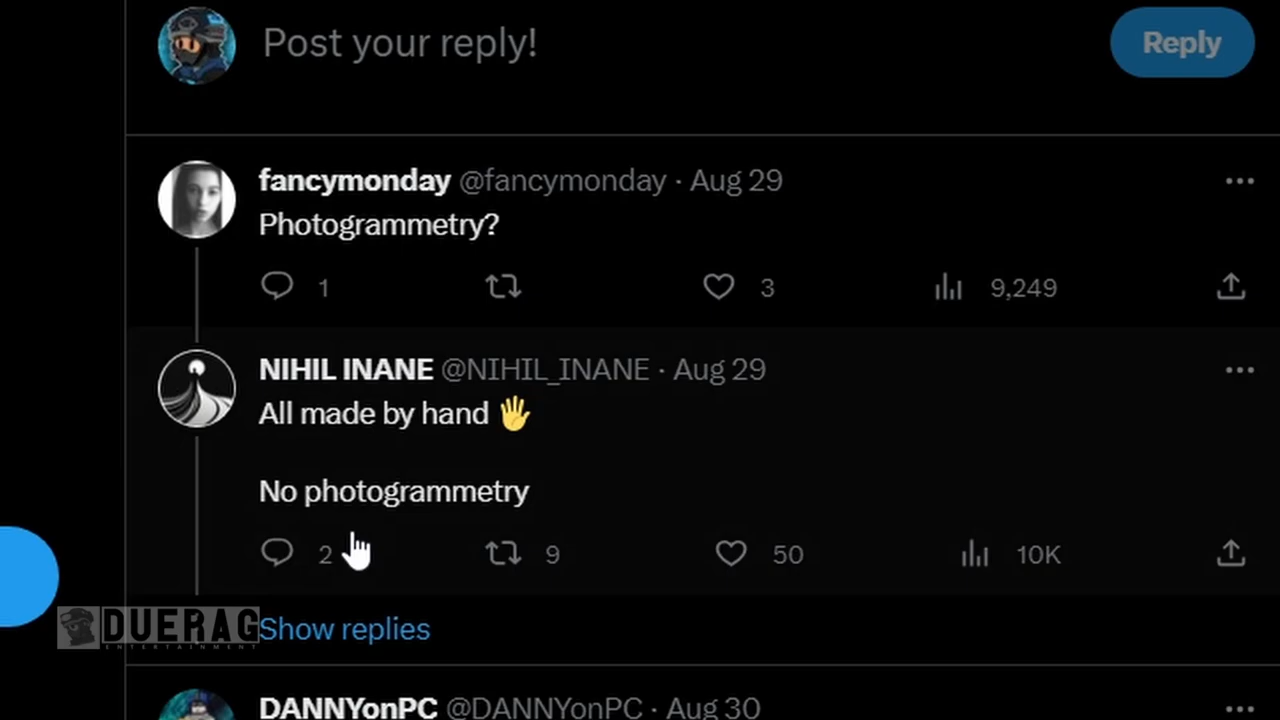 Post your reply!
Reply
fancymonday @fancymonday · Aug 29
Photogrammetry?
1 3 9,249
NIHIL INANE @NIHIL_INANE · Aug 29
All made by hand 🖐
No photogrammetry
2 9 50 10K
DUERAG
ENTERTAINMENT
Show replies
DANNYonPC @DANNYonPC · Aug 30